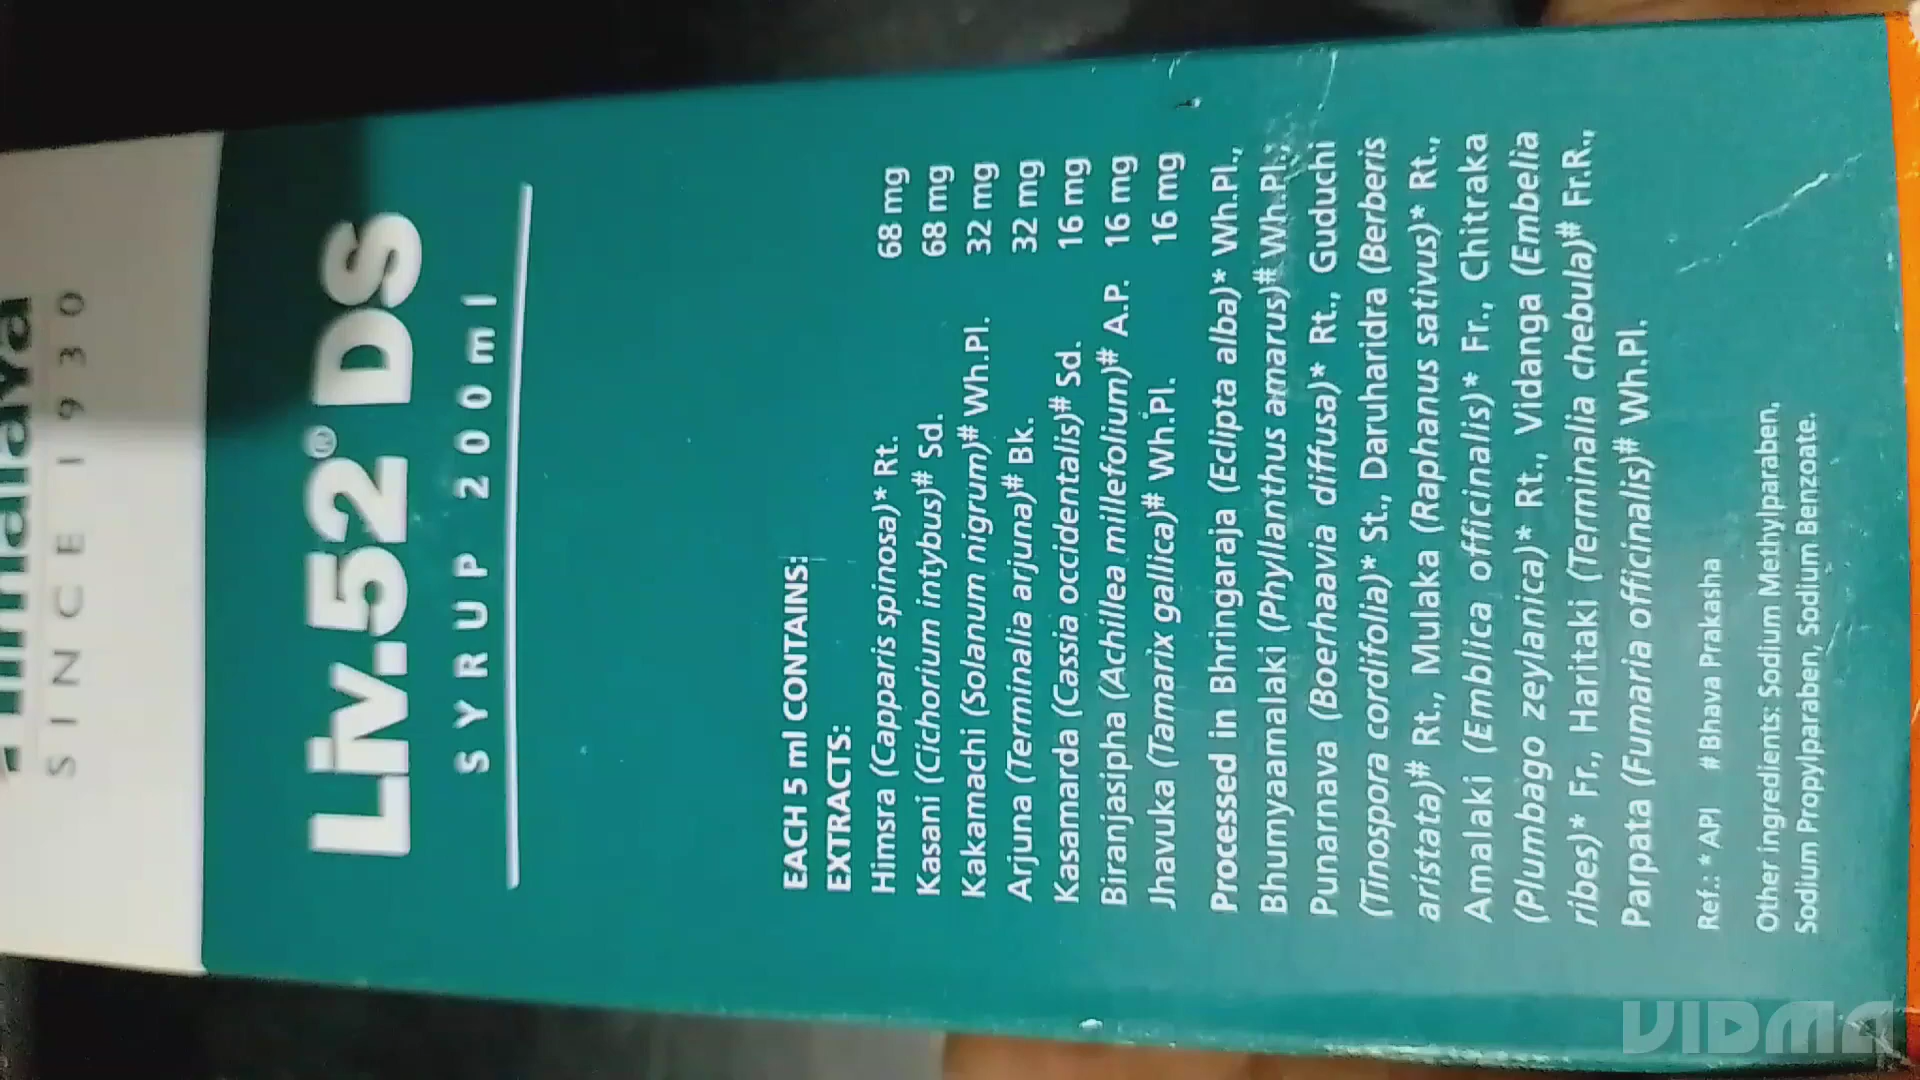 Himalaya
SINCE 1930
Liv.52® DS
SYRUP 200ml
EACH 5 ml CONTAINS:
EXTRACTS:
Himsra (Capparis spinosa)* Rt. 68 mg
Kasani (Cichorium intybus)# Sd. 68 mg
Kakamachi (Solanum nigrum)# Wh.Pl. 32 mg
Arjuna (Terminalia arjuna)# Bk. 32 mg
Kasamarda (Cassia occidentalis)# Sd. 16 mg
Biranjasipha (Achillea millefolium)# A.P. 16 mg
Jhavuka (Tamarix gallica)# Wh.Pl. 16 mg
Processed in Bhringaraja (Eclipta alba)* Wh.Pl.,
Bhumyaamalaki (Phyllanthus amarus)# Wh.Pl.,
Punarnava (Boerhaavia diffusa)* Rt., Guduchi
(Tinospora cordifolia)* St., Daruharidra (Berberis
aristata)# Rt., Mulaka (Raphanus sativus)* Rt.,
Amalaki (Emblica officinalis)* Fr., Chitraka
(Plumbago zeylanica)* Rt., Vidanga (Embelia
ribes)* Fr., Haritaki (Terminalia chebula)# Fr.R.,
Parpata (Fumaria officinalis)# Wh.Pl.
Ref.: * API # Bhava Prakasha
Other ingredients: Sodium Methylparaben,
Sodium Propylparaben, Sodium Benzoate.
VIDMA